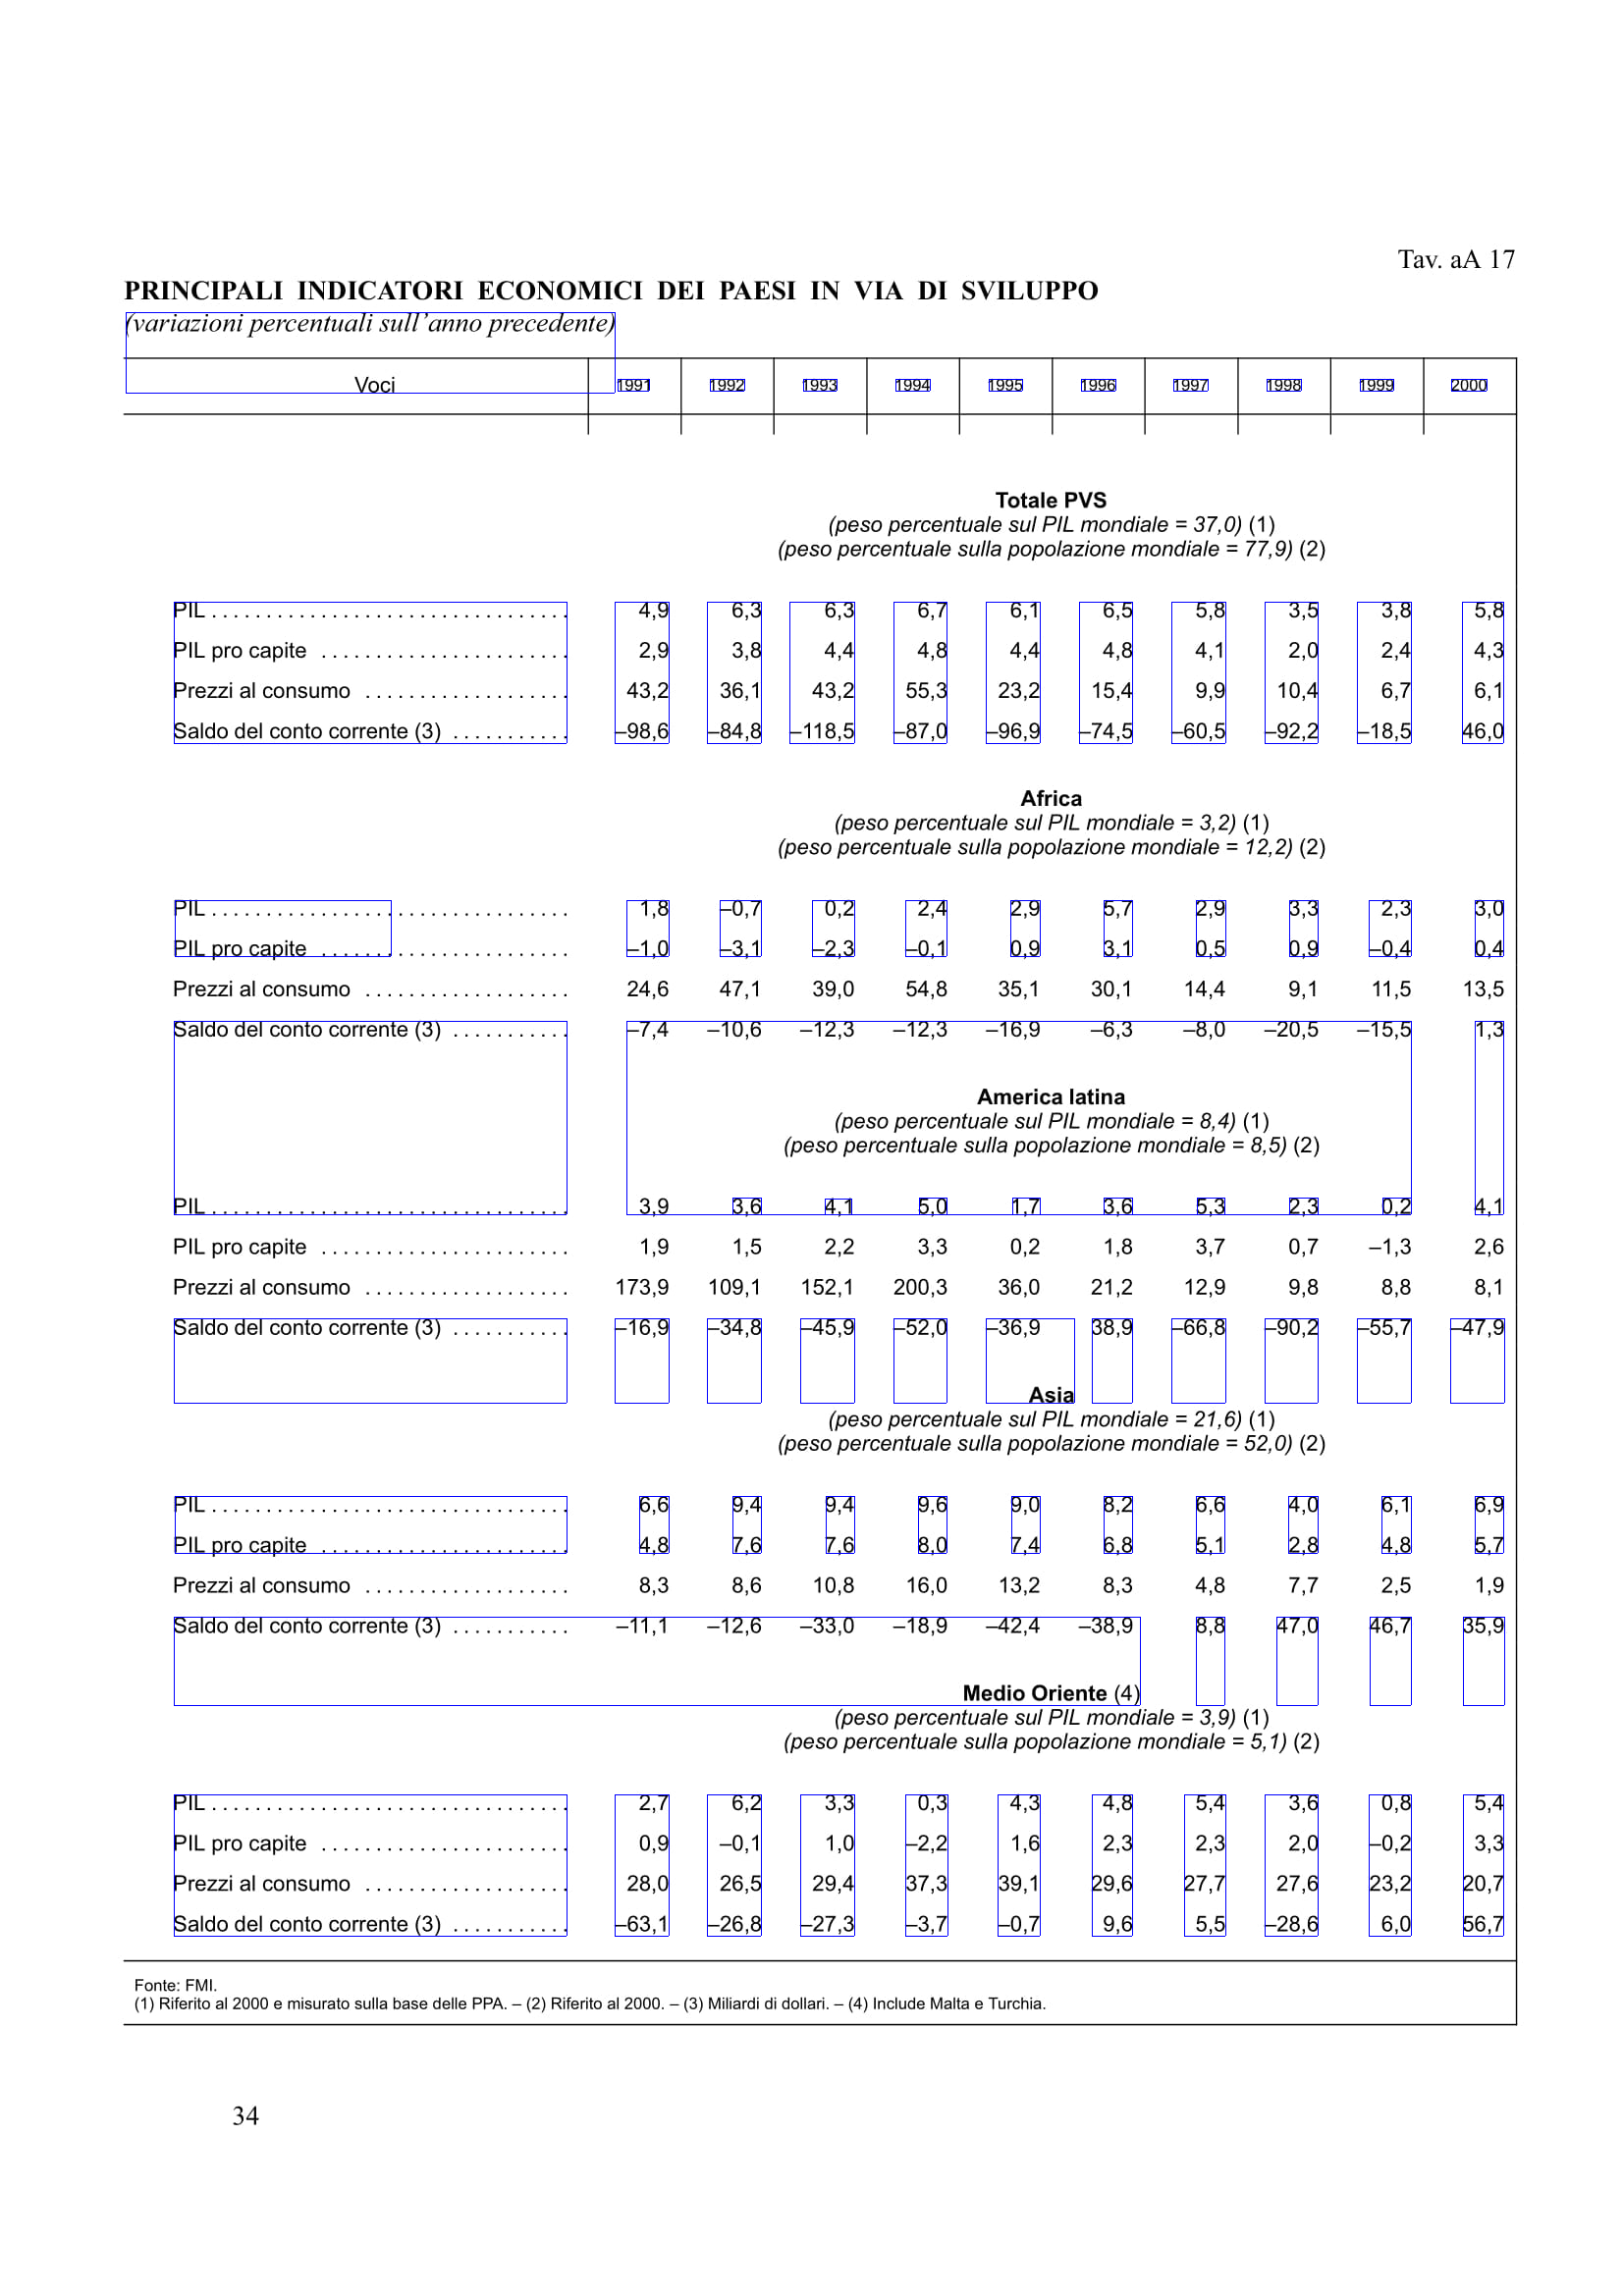 Tav. aA 17
PRINCIPALI INDICATORI ECONOMICI DEI PAESI IN VIA DI SVILUPPO
(variazioni percentuali sull’anno precedente)
Voci 1991 1992 1993 1994 1995 1996 1997 1998 1999 2000
Totale PVS
(peso percentuale sul PIL mondiale = 37,0) (1)
(peso percentuale sulla popolazione mondiale = 77,9) (2)
PIL . . . . . . . . . . . . . . . . . . . . . . . . . . . . . . . . . 4,9 6,3 6,3 6,7 6,1 6,5 5,8 3,5 3,8 5,8
PIL pro capite . . . . . . . . . . . . . . . . . . . . . . . 2,9 3,8 4,4 4,8 4,4 4,8 4,1 2,0 2,4 4,3
Prezzi al consumo . . . . . . . . . . . . . . . . . . . 43,2 36,1 43,2 55,3 23,2 15,4 9,9 10,4 6,7 6,1
Saldo del conto corrente (3) . . . . . . . . . . . –98,6 –84,8 –118,5 –87,0 –96,9 –74,5 –60,5 –92,2 –18,5 46,0
Africa
(peso percentuale sul PIL mondiale = 3,2) (1)
(peso percentuale sulla popolazione mondiale = 12,2) (2)
PIL . . . . . . . . . . . . . . . . . . . . . . . . . . . . . . . . . 1,8 –0,7 0,2 2,4 2,9 5,7 2,9 3,3 2,3 3,0
PIL pro capite . . . . . . . . . . . . . . . . . . . . . . . –1,0 –3,1 –2,3 –0,1 0,9 3,1 0,5 0,9 –0,4 0,4
Prezzi al consumo . . . . . . . . . . . . . . . . . . . 24,6 47,1 39,0 54,8 35,1 30,1 14,4 9,1 11,5 13,5
Saldo del conto corrente (3) . . . . . . . . . . . –7,4 –10,6 –12,3 –12,3 –16,9 –6,3 –8,0 –20,5 –15,5 1,3
America latina
(peso percentuale sul PIL mondiale = 8,4) (1)
(peso percentuale sulla popolazione mondiale = 8,5) (2)
PIL . . . . . . . . . . . . . . . . . . . . . . . . . . . . . . . . . 3,9 3,6 4,1 5,0 1,7 3,6 5,3 2,3 0,2 4,1
PIL pro capite . . . . . . . . . . . . . . . . . . . . . . . 1,9 1,5 2,2 3,3 0,2 1,8 3,7 0,7 –1,3 2,6
Prezzi al consumo . . . . . . . . . . . . . . . . . . . 173,9 109,1 152,1 200,3 36,0 21,2 12,9 9,8 8,8 8,1
Saldo del conto corrente (3) . . . . . . . . . . . –16,9 –34,8 –45,9 –52,0 –36,9 38,9 –66,8 –90,2 –55,7 –47,9
Asia
(peso percentuale sul PIL mondiale = 21,6) (1)
(peso percentuale sulla popolazione mondiale = 52,0) (2)
PIL . . . . . . . . . . . . . . . . . . . . . . . . . . . . . . . . . 6,6 9,4 9,4 9,6 9,0 8,2 6,6 4,0 6,1 6,9
PIL pro capite . . . . . . . . . . . . . . . . . . . . . . . 4,8 7,6 7,6 8,0 7,4 6,8 5,1 2,8 4,8 5,7
Prezzi al consumo . . . . . . . . . . . . . . . . . . . 8,3 8,6 10,8 16,0 13,2 8,3 4,8 7,7 2,5 1,9
Saldo del conto corrente (3) . . . . . . . . . . . –11,1 –12,6 –33,0 –18,9 –42,4 –38,9 8,8 47,0 46,7 35,9
Medio Oriente (4)
(peso percentuale sul PIL mondiale = 3,9) (1)
(peso percentuale sulla popolazione mondiale = 5,1) (2)
PIL . . . . . . . . . . . . . . . . . . . . . . . . . . . . . . . . . 2,7 6,2 3,3 0,3 4,3 4,8 5,4 3,6 0,8 5,4
PIL pro capite . . . . . . . . . . . . . . . . . . . . . . . 0,9 –0,1 1,0 –2,2 1,6 2,3 2,3 2,0 –0,2 3,3
Prezzi al consumo . . . . . . . . . . . . . . . . . . . 28,0 26,5 29,4 37,3 39,1 29,6 27,7 27,6 23,2 20,7
Saldo del conto corrente (3) . . . . . . . . . . . –63,1 –26,8 –27,3 –3,7 –0,7 9,6 5,5 –28,6 6,0 56,7
Fonte: FMI.
(1) Riferito al 2000 e misurato sulla base delle PPA. – (2) Riferito al 2000. – (3) Miliardi di dollari. – (4) Include Malta e Turchia.
34